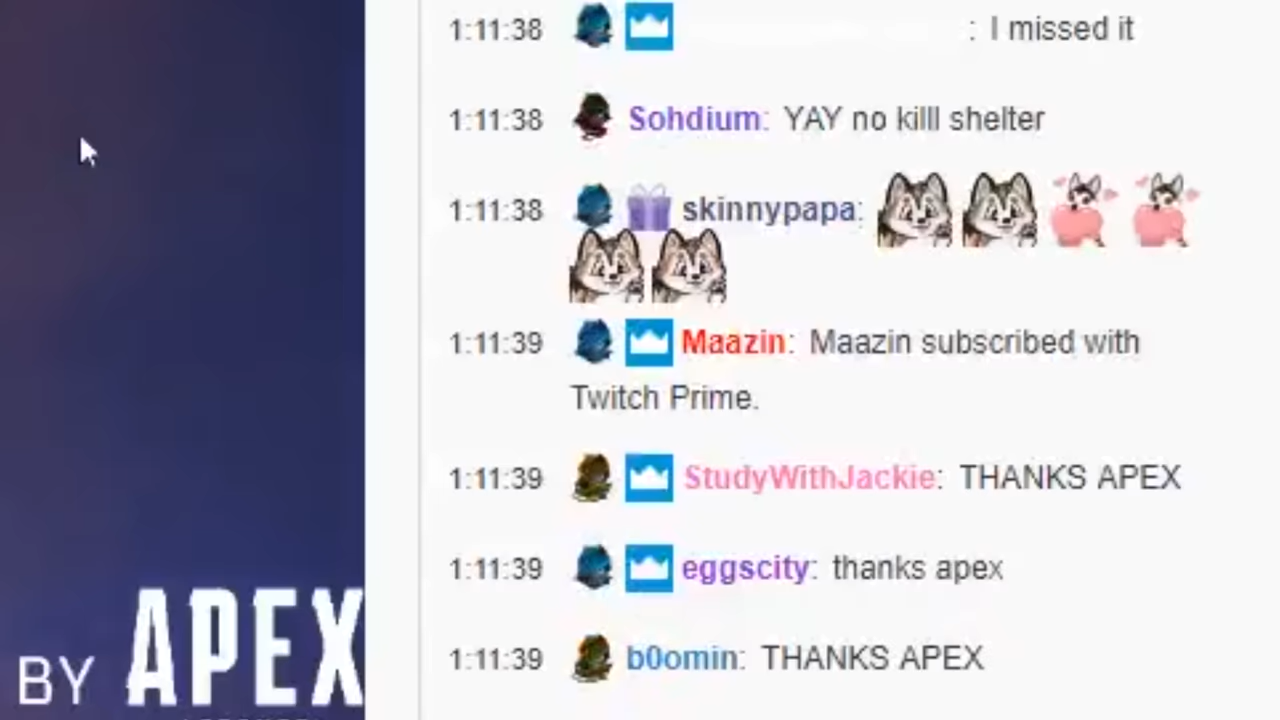 1:11:38 : I missed it
1:11:38 Sohdium: YAY no killl shelter
1:11:38 skinnypapa:
1:11:39 Maazin: Maazin subscribed with
Twitch Prime.
1:11:39 StudyWithJackie: THANKS APEX
1:11:39 eggscity: thanks apex
1:11:39 b0omin: THANKS APEX
BY APEX